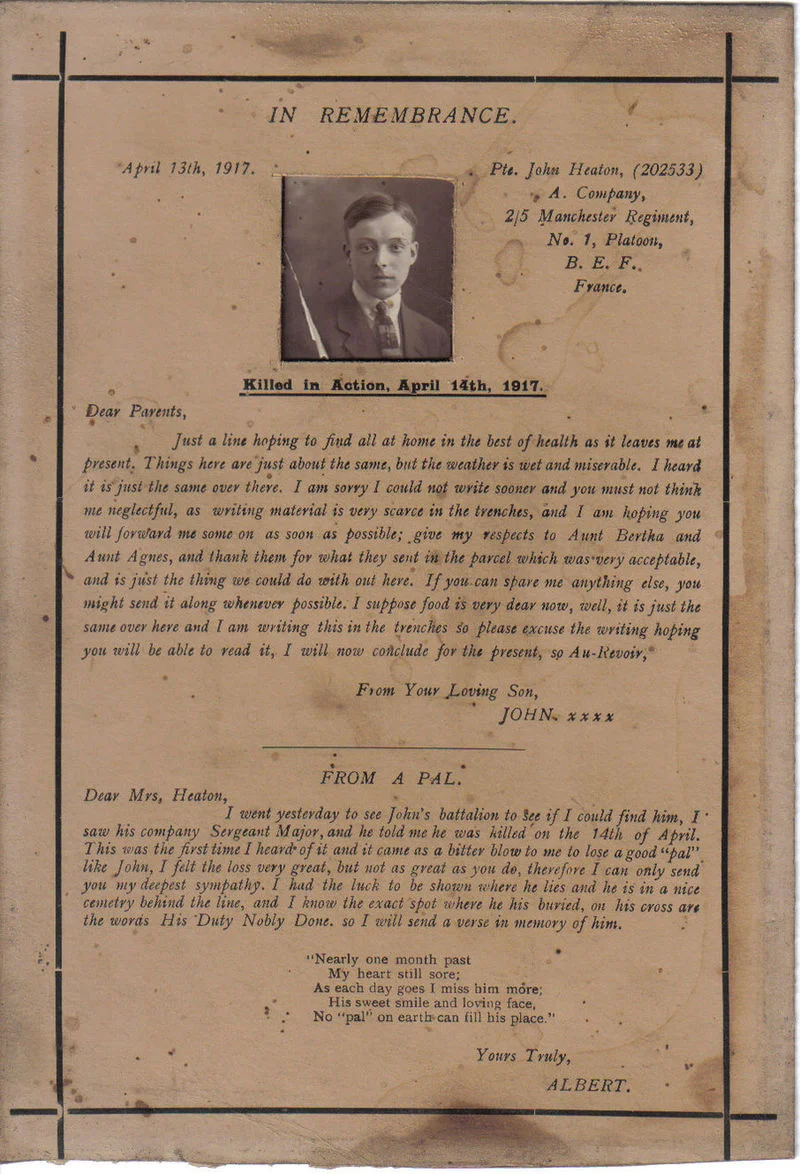 IN REMEMBRANCE.
April 13th, 1917.
Pte. John Heaton, (202533)
A. Company,
2/5 Manchester Regiment,
No. 1, Platoon,
B. E. F.,
France.
Killed in Action, April 14th, 1917.
Dear Parents,
Just a line hoping to find all at home in the best of health as it leaves me at
present. Things here are just about the same, but the weather is wet and miserable. I heard
it is just the same over there. I am sorry I could not write sooner and you must not think
me neglectful, as writing material is very scarce in the trenches, and I am hoping you
will forward me some on as soon as possible; give my respects to Aunt Bertha and
Aunt Agnes, and thank them for what they sent in the parcel which was very acceptable,
and is just the thing we could do with out here. If you can spare me anything else, you
might send it along whenever possible. I suppose food is very dear now, well, it is just the
same over here and I am writing this in the trenches so please excuse the writing hoping
you will be able to read it, I will now conclude for the present, so Au-Revoir,
From Your Loving Son,
JOHN. x x x x
FROM A PAL.
Dear Mrs, Heaton,
I went yesterday to see John's battalion to see if I could find him, I
saw his company Sergeant Major, and he told me he was killed on the 14th of April.
This was the first time I heard of it and it came as a bitter blow to me to lose a good "pal"
like John, I felt the loss very great, but not as great as you do, therefore I can only send
you my deepest sympathy. I had the luck to be shown where he lies and he is in a nice
cemetry behind the line, and I know the exact spot where he his buried, on his cross are
the words His Duty Nobly Done. so I will send a verse in memory of him.
"Nearly one month past
My heart still sore;
As each day goes I miss him more;
His sweet smile and loving face,
No "pal" on earth can fill his place."
Yours Truly,
ALBERT.